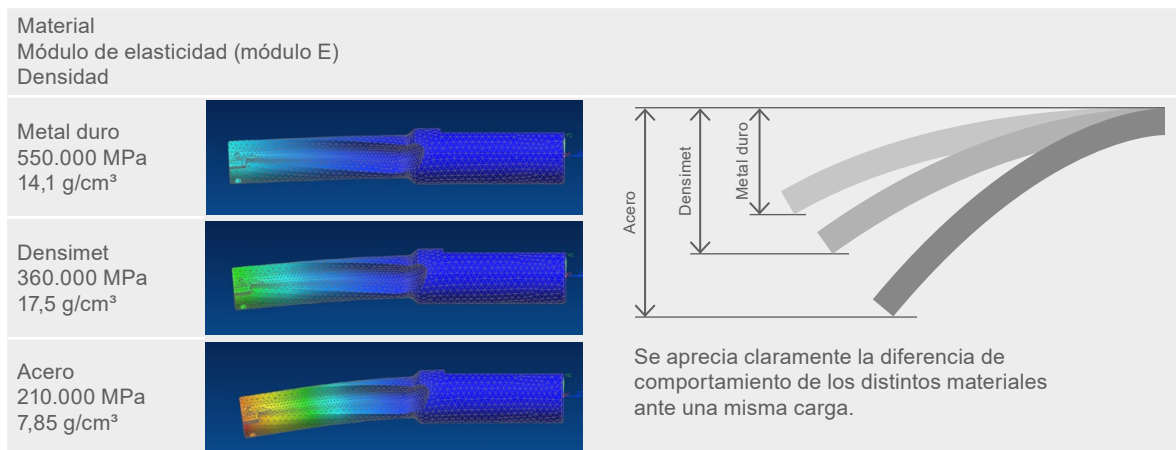 Material
Módulo de elasticidad (módulo E)
Densidad
Metal duro
550.000 MPa
14,1 g/cm³
Densimet
360.000 MPa
17,5 g/cm³
Acero
210.000 MPa
7,85 g/cm³
Acero
Densimet
Metal duro
Se aprecia claramente la diferencia de
comportamiento de los distintos materiales
ante una misma carga.